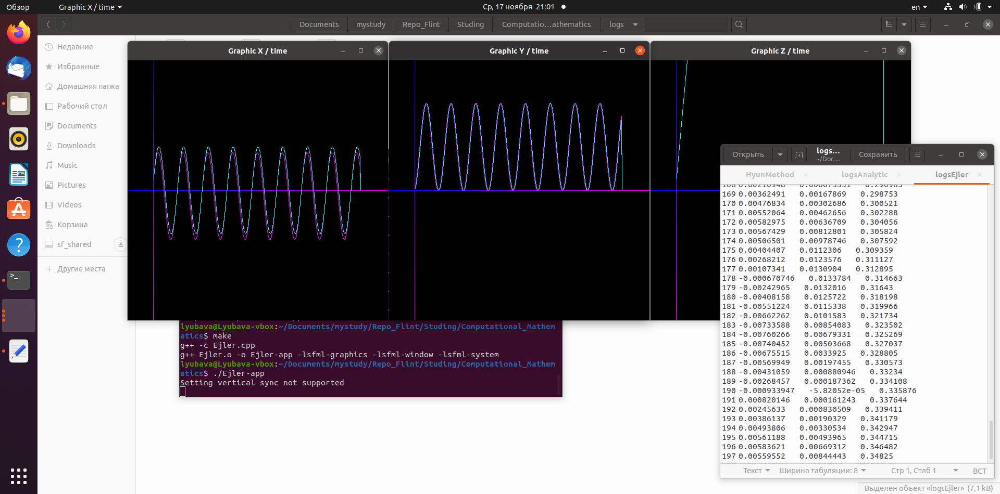 Обзор
Graphic X / time
Ср, 17 ноября 21:01
en
Documents
mystudy
Repo_Flint
Studing
Computatio…athematics
logs
Недавние
Избранные
Домашняя папка
Рабочий стол
Documents
Downloads
Music
Pictures
Videos
Корзина
sf_shared
Другие места
Graphic X / time
Graphic Y / time
Graphic Z / time
lyubava@Lyubava-vbox:~/Documents/mystudy/Repo_Flint/Studing/Computational_Mathem
atics$ make
g++ -c Ejler.cpp
g++ Ejler.o -o Ejler-app -lsfml-graphics -lsfml-window -lsfml-system
lyubava@Lyubava-vbox:~/Documents/mystudy/Repo_Flint/Studing/Computational_Mathem
atics$ ./Ejler-app
Setting vertical sync not supported
Открыть
logs…
~/Doc…
Сохранить
HyunMethod
logsAnalytic
logsEjler
169 0.00362491 0.00167869 0.298753
170 0.00476834 0.00302686 0.300521
171 0.00552064 0.00462656 0.302288
172 0.00582975 0.00636709 0.304056
173 0.00567429 0.00812801 0.305824
174 0.00506501 0.00978746 0.307592
175 0.00404407 0.0112306 0.309359
176 0.00268212 0.0123576 0.311127
177 0.00107341 0.0130904 0.312895
178 -0.000670746 0.0133784 0.314663
179 -0.00242965 0.0132016 0.31643
180 -0.00408158 0.0125722 0.318198
181 -0.00551224 0.0115338 0.319966
182 -0.00662262 0.0101583 0.321734
183 -0.00733588 0.00854083 0.323502
184 -0.00760266 0.00679331 0.325269
185 -0.00740452 0.00503668 0.327037
186 -0.00675515 0.0033925 0.328805
187 -0.00569949 0.00197455 0.330573
188 -0.00431059 0.000880946 0.33234
189 -0.00268457 0.000187362 0.334108
190 -0.000933947 -5.82052e-05 0.335876
191 0.000820146 0.000161243 0.337644
192 0.00245633 0.000830509 0.339411
193 0.00386137 0.00190329 0.341179
194 0.00493806 0.00330534 0.342947
195 0.00561188 0.00493965 0.344715
196 0.00583621 0.00669312 0.346482
197 0.00559552 0.00844443 0.34825
Текст
Ширина табуляции: 8
Стр 1, Стлб 1
ВСТ
Выделен объект «logsEjler» (7,1 kB)